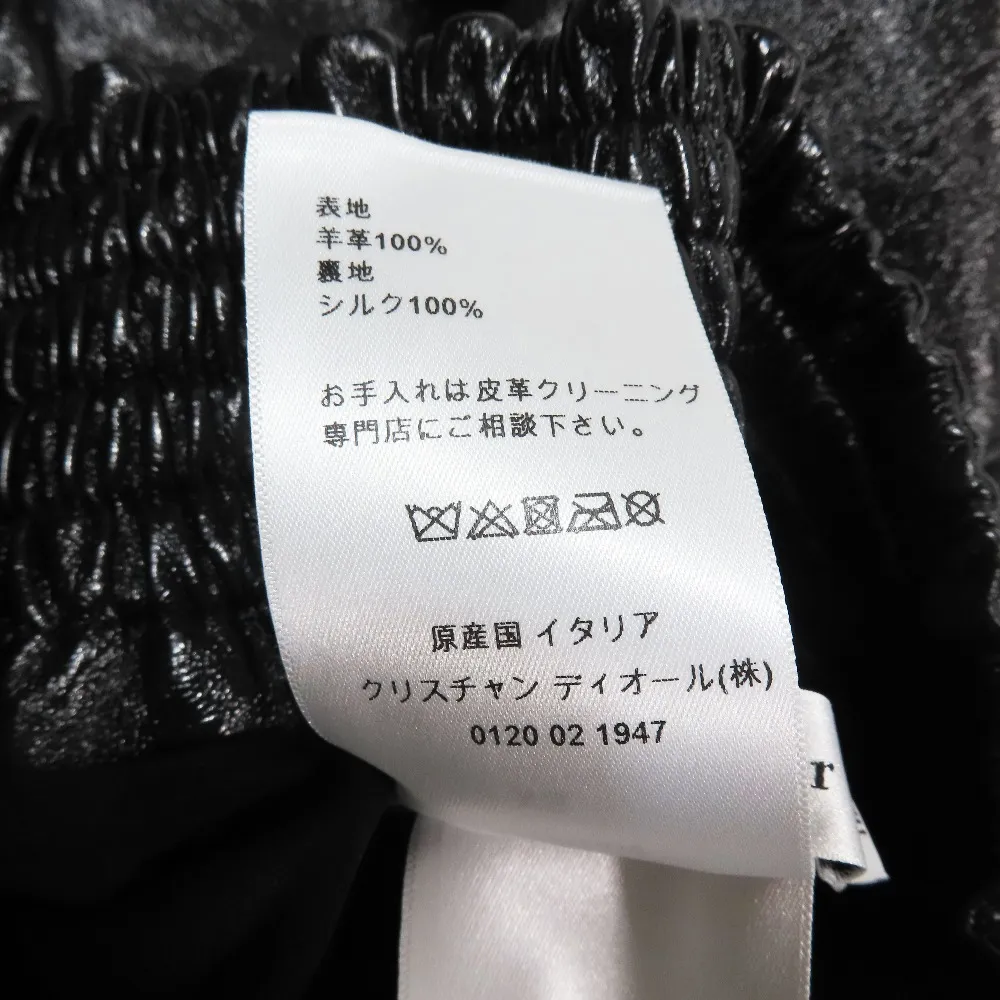 表地
羊革100%
裏地
シルク100%
お手入れは皮革クリーニング
専門店にご相談下さい。
原産国 イタリア
クリスチャン ディオール(株)
0120 02 1947
r